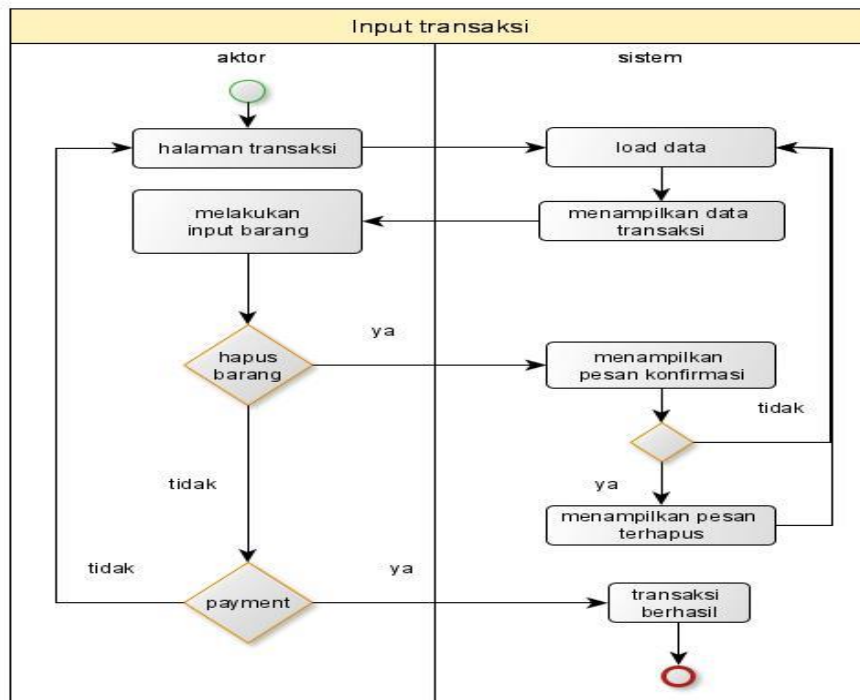 Input transaksi
aktor
sistem
halaman transaksi
load data
melakukan
input barang
menampilkan data
transaksi
hapus
barang
ya
menampilkan
pesan konfirmasi
tidak
tidak
ya
menampilkan pesan
terhapus
tidak
payment
ya
transaksi
berhasil